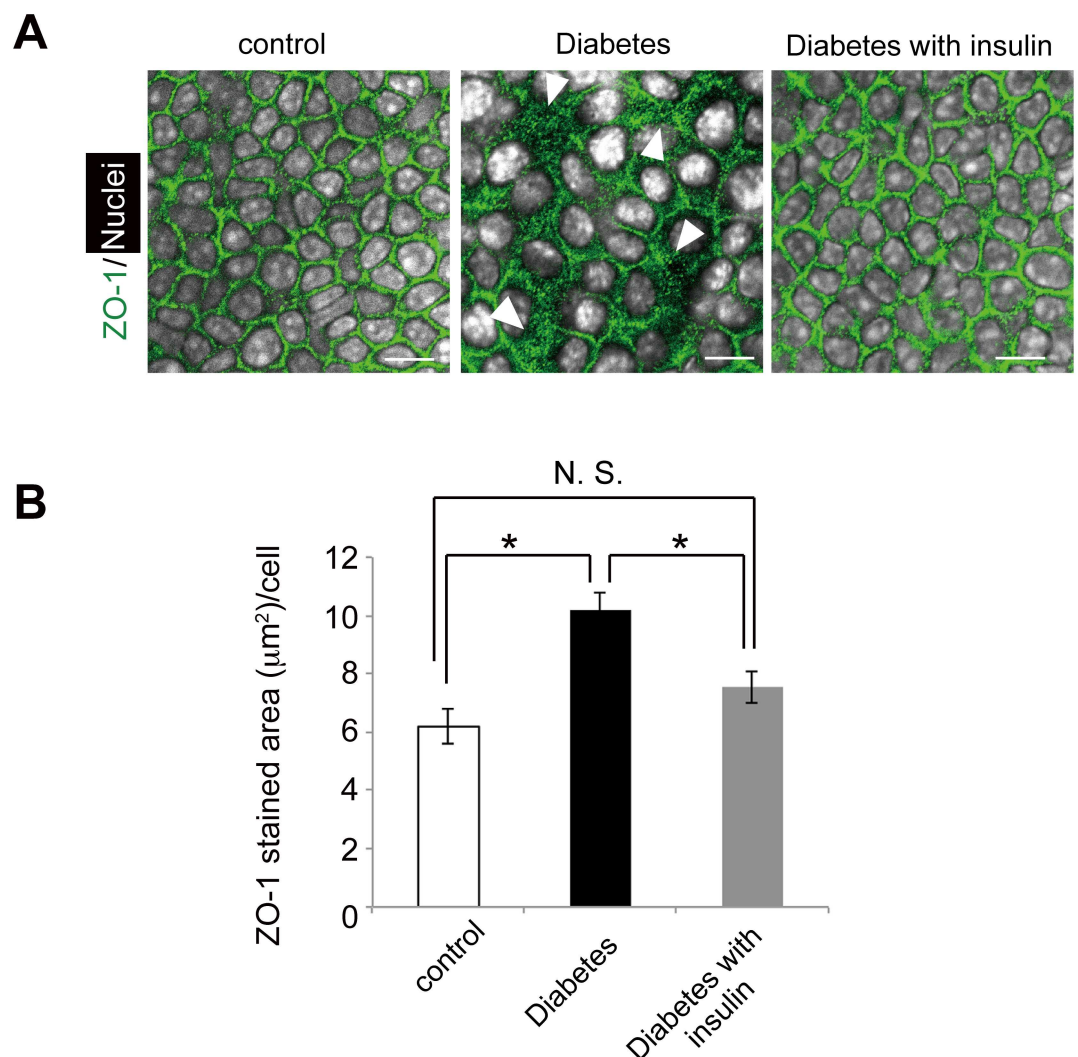 A
control
Diabetes
Diabetes with insulin
ZO-1/Nuclei
B
N. S.
*
*
ZO-1 stained area (μm²)/cell
12
10
8
6
4
2
0
control
Diabetes
Diabetes with
insulin